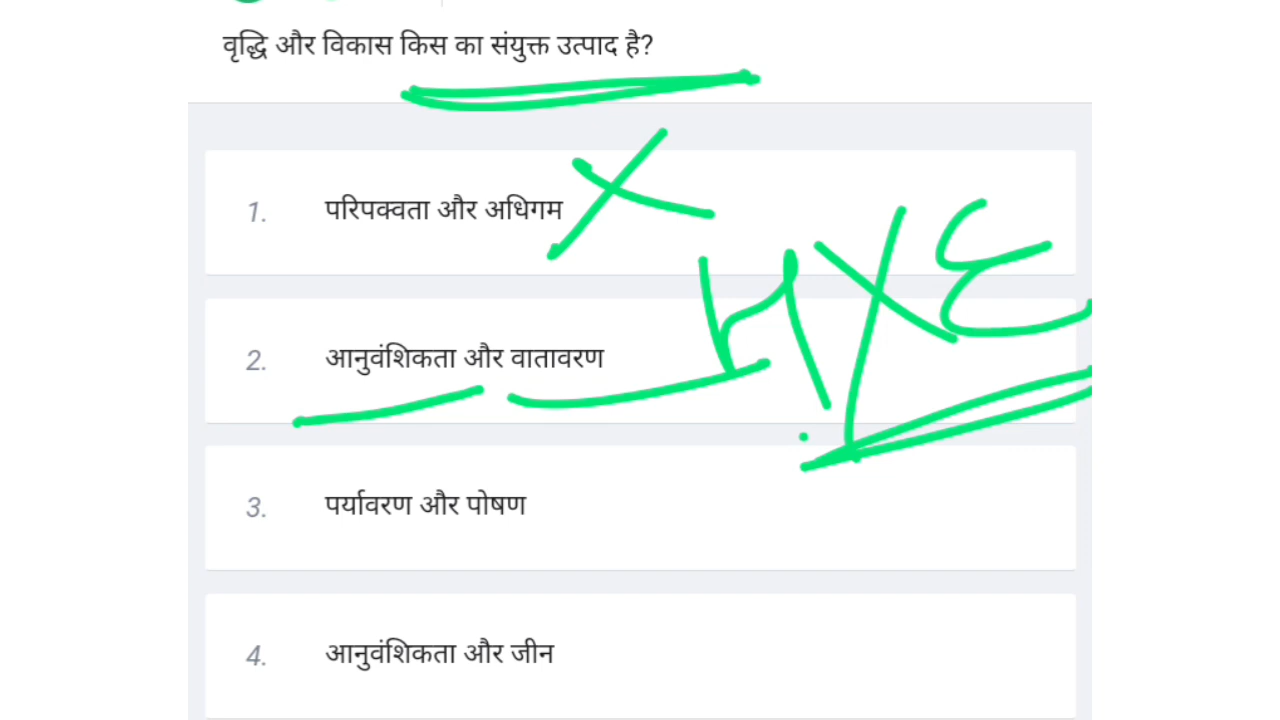 वृद्धि और विकास किस का संयुक्त उत्पाद है?
1. परिपक्वता और अधिगम
2. आनुवंशिकता और वातावरण
H X E
3. पर्यावरण और पोषण
4. आनुवंशिकता और जीन